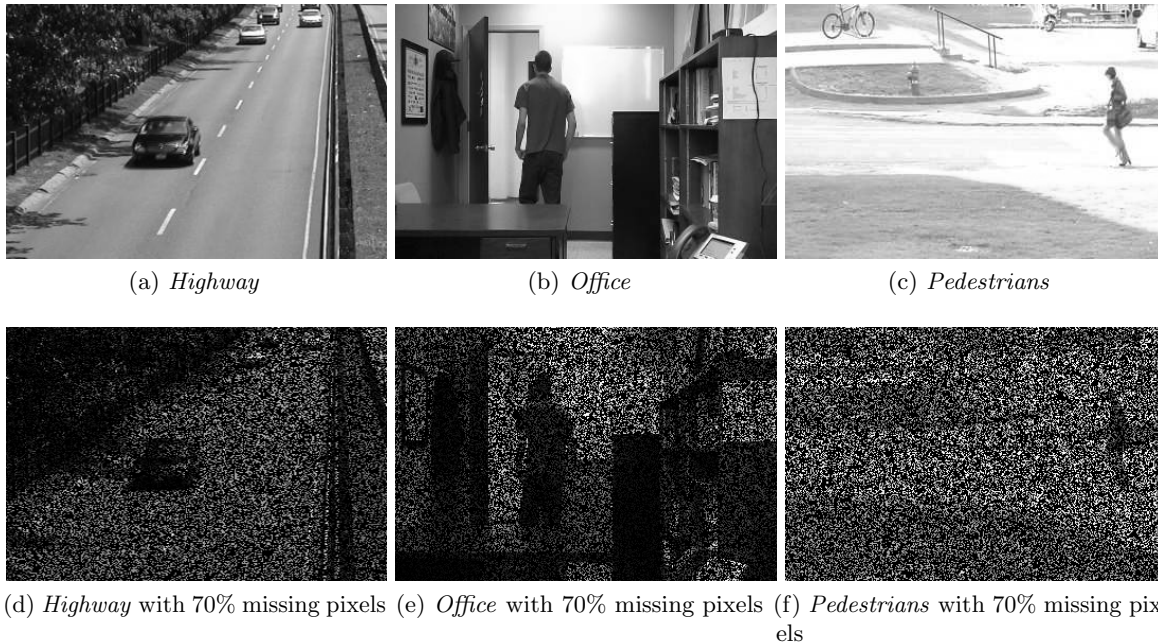 (a) Highway
(b) Office
(c) Pedestrians
(d) Highway with 70% missing pixels
(e) Office with 70% missing pixels
(f) Pedestrians with 70% missing pix-
els